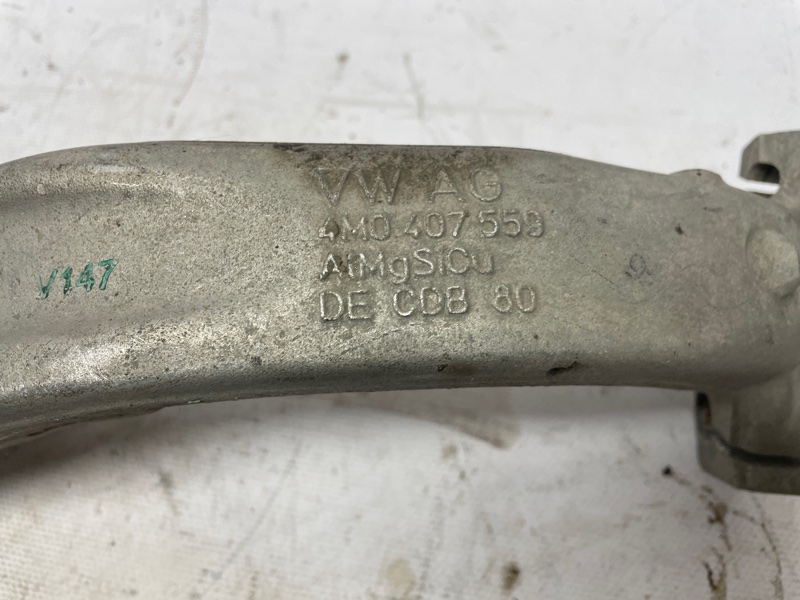 VW AG
4M0.407 559
AlMgSiCu
DE CDB 80
V147